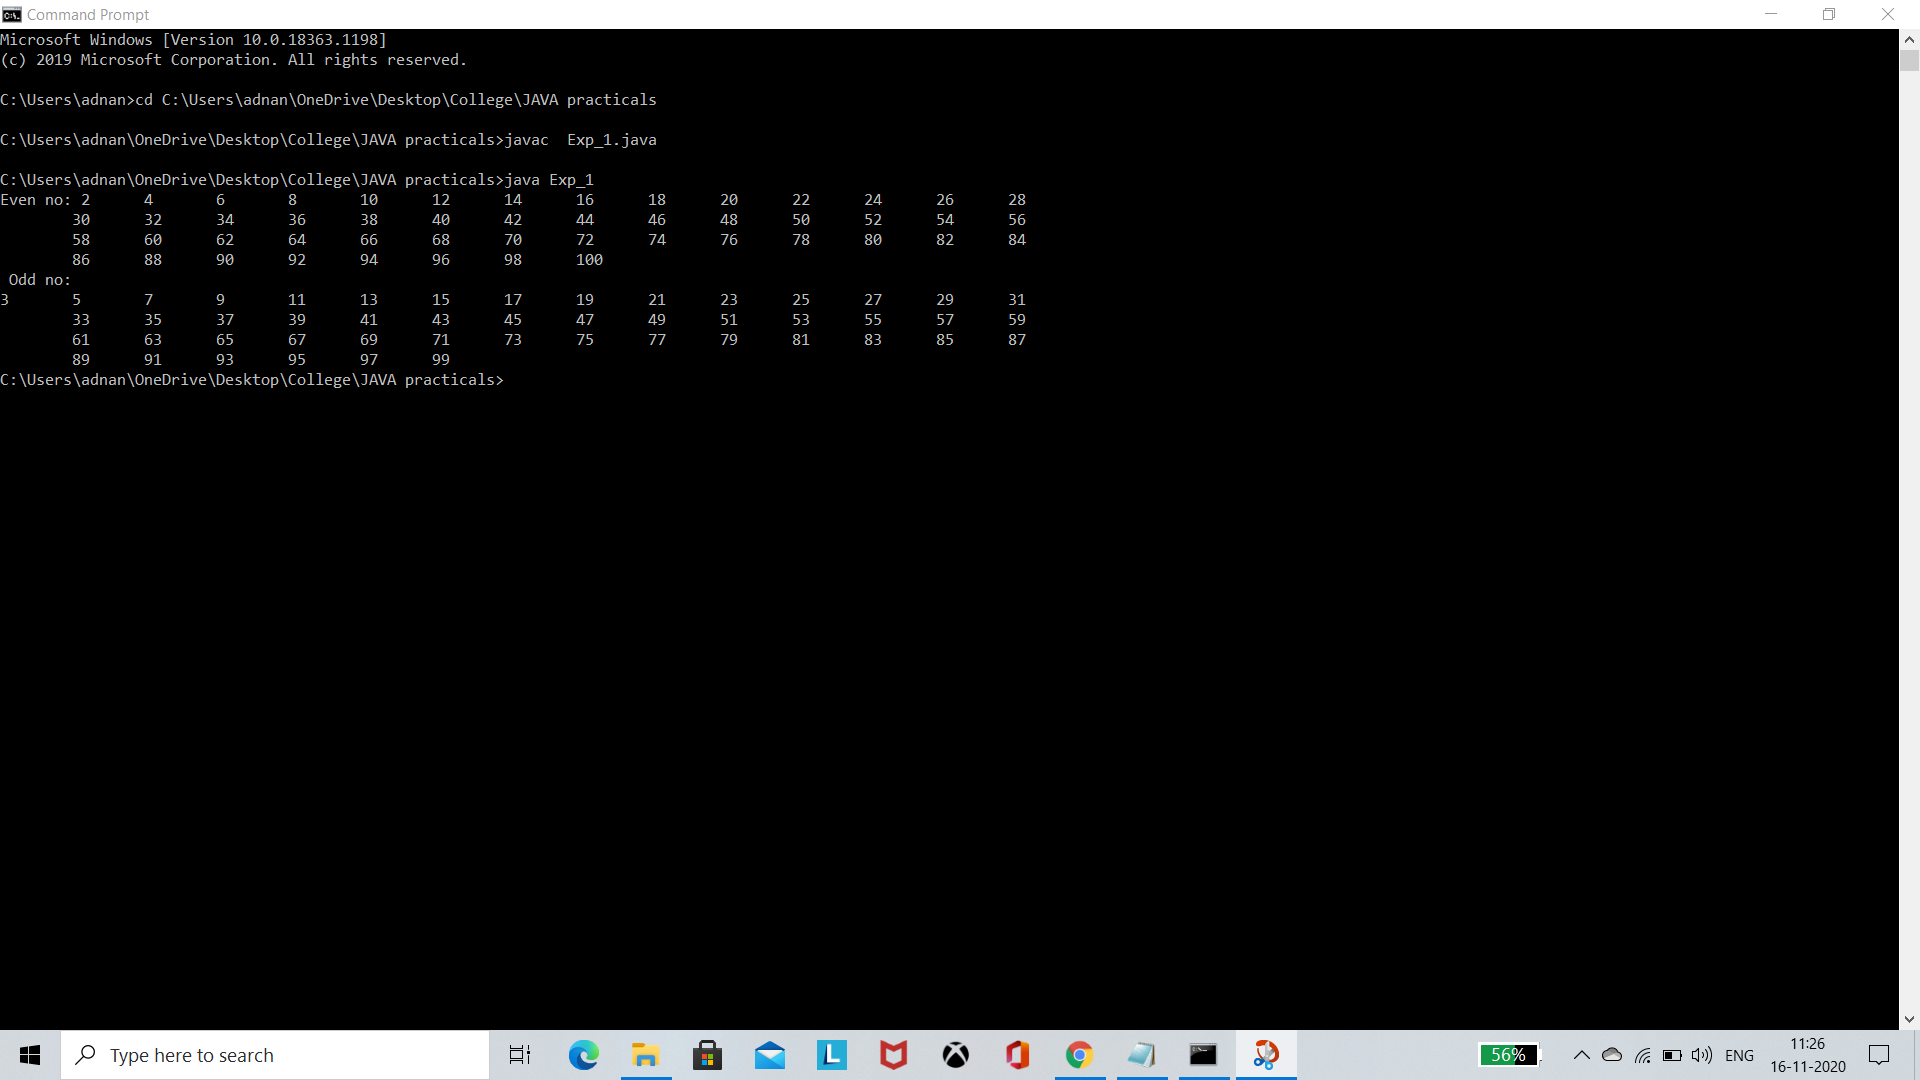 Command Prompt
Microsoft Windows [Version 10.0.18363.1198]
(c) 2019 Microsoft Corporation. All rights reserved.
C:\Users\adnan>cd C:\Users\adnan\OneDrive\Desktop\College\JAVA practicals
C:\Users\adnan\OneDrive\Desktop\College\JAVA practicals>javac  Exp_1.java
C:\Users\adnan\OneDrive\Desktop\College\JAVA practicals>java Exp_1
Even no: 2 4 6 8 10 12 14 16 18 20 22 24 26 28
30 32 34 36 38 40 42 44 46 48 50 52 54 56
58 60 62 64 66 68 70 72 74 76 78 80 82 84
86 88 90 92 94 96 98 100
Odd no:
3 5 7 9 11 13 15 17 19 21 23 25 27 29 31
33 35 37 39 41 43 45 47 49 51 53 55 57 59
61 63 65 67 69 71 73 75 77 79 81 83 85 87
89 91 93 95 97 99
C:\Users\adnan\OneDrive\Desktop\College\JAVA practicals>
Type here to search
L
56%
ENG
11:26
16-11-2020